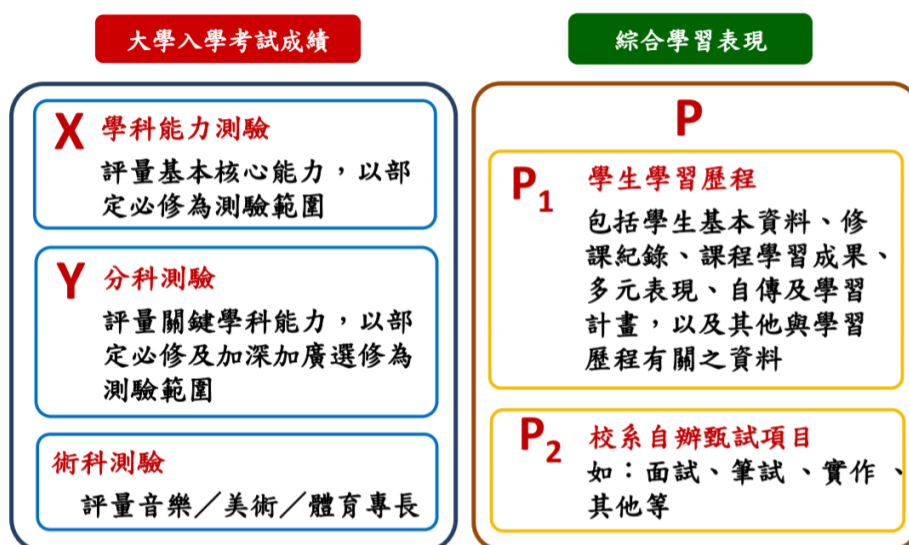 大學入學考試成績
X 學科能力測驗
評量基本核心能力，以部
定必修為測驗範圍
Y 分科測驗
評量關鍵學科能力，以部
定必修及加深加廣選修為
測驗範圍
術科測驗
評量音樂／美術／體育專長
綜合學習表現
P
P1 學生學習歷程
包括學生基本資料、修
課紀錄、課程學習成果、
多元表現、自傳及學習
計畫，以及其他與學習
歷程有關之資料
P2 校系自辦甄試項目
如：面試、筆試、實作、
其他等